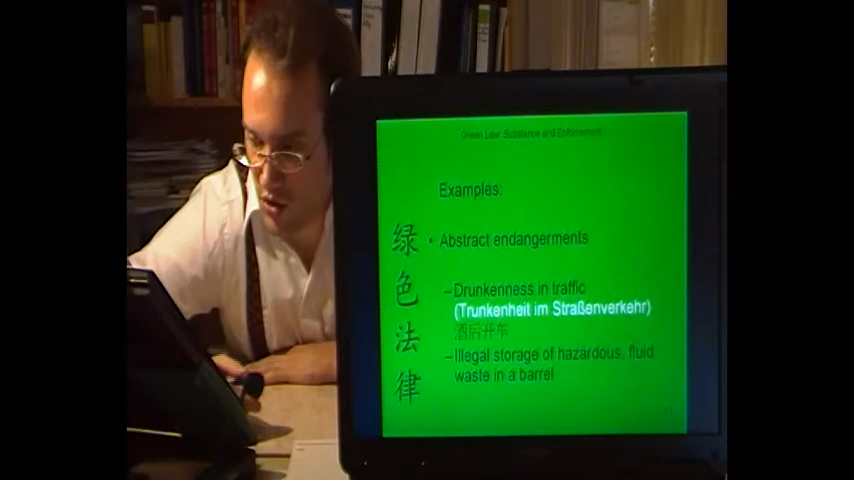 Green Law: Substance and Enforcement
Examples:
绿色法律
• Abstract endangerments
–Drunkenness in traffic
(Trunkenheit im Straßenverkehr)
酒后开车
–Illegal storage of hazardous, fluid
waste in a barrel